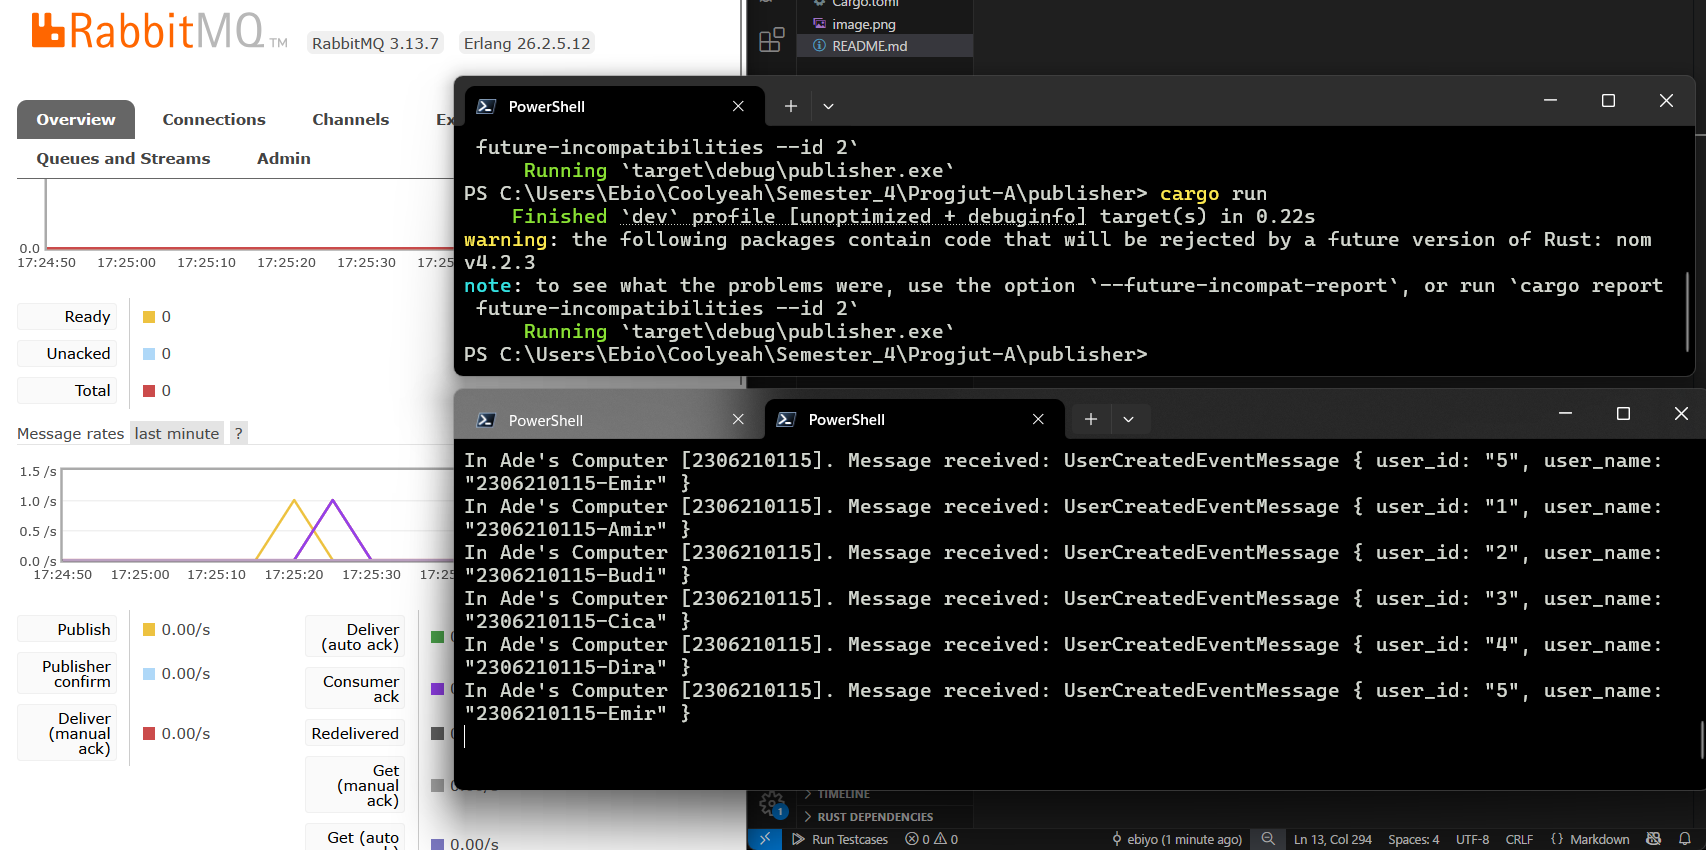 RabbitMQ TM
RabbitMQ 3.13.7
Erlang 26.2.5.12
Overview
Connections
Channels
Ex
Queues and Streams
Admin
0.0
17:24:50 17:25:00 17:25:10 17:25:20 17:25:30 17:25
Ready 0
Unacked 0
Total 0
Message rates last minute ?
1.5 /s
1.0 /s
0.5 /s
0.0 /s
17:24:50 17:25:00 17:25:10 17:25:20 17:25:30 17:25
Publish 0.00/s
Publisher confirm 0.00/s
Deliver (manual ack) 0.00/s
Deliver (auto ack)
Consumer ack
Redelivered
Get (manual ack)
Get (auto
0.00/s
Cargo.toml
image.png
README.md
PowerShell
future-incompatibilities --id 2`
Running `target\debug\publisher.exe`
PS C:\Users\Ebio\Coolyeah\Semester_4\Progjut-A\publisher> cargo run
Finished `dev` profile [unoptimized + debuginfo] target(s) in 0.22s
warning: the following packages contain code that will be rejected by a future version of Rust: nom
v4.2.3
note: to see what the problems were, use the option `--future-incompat-report`, or run `cargo report
future-incompatibilities --id 2`
Running `target\debug\publisher.exe`
PS C:\Users\Ebio\Coolyeah\Semester_4\Progjut-A\publisher>
PowerShell
PowerShell
In Ade's Computer [2306210115]. Message received: UserCreatedEventMessage { user_id: "5", user_name:
"2306210115-Emir" }
In Ade's Computer [2306210115]. Message received: UserCreatedEventMessage { user_id: "1", user_name:
"2306210115-Amir" }
In Ade's Computer [2306210115]. Message received: UserCreatedEventMessage { user_id: "2", user_name:
"2306210115-Budi" }
In Ade's Computer [2306210115]. Message received: UserCreatedEventMessage { user_id: "3", user_name:
"2306210115-Cica" }
In Ade's Computer [2306210115]. Message received: UserCreatedEventMessage { user_id: "4", user_name:
"2306210115-Dira" }
In Ade's Computer [2306210115]. Message received: UserCreatedEventMessage { user_id: "5", user_name:
"2306210115-Emir" }
TIMELINE
RUST DEPENDENCIES
1
Run Testcases 0 0 ebiyo (1 minute ago) Ln 13, Col 294 Spaces: 4 UTF-8 CRLF {} Markdown